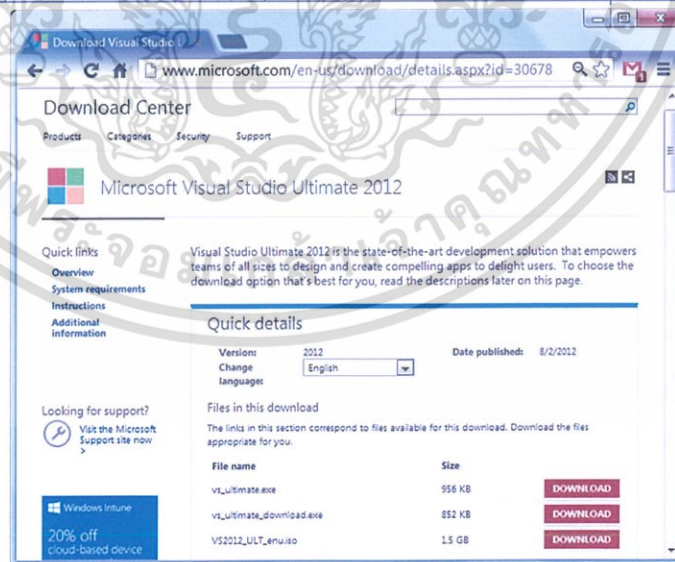 Download Visual Studio U
www.microsoft.com/en-us/download/details.aspx?id=30678
Download Center
Products Categories Security Support
Microsoft Visual Studio Ultimate 2012
Quick links
Overview
System requirements
Instructions
Additional information
Visual Studio Ultimate 2012 is the state-of-the-art development solution that empowers
teams of all sizes to design and create compelling apps to delight users. To choose the
download option that's best for you, read the descriptions later on this page.
Quick details
Version: 2012 Date published: 8/2/2012
Change language: English
Looking for support?
Visit the Microsoft
Support site now
>
Files in this download
The links in this section correspond to files available for this download. Download the files
appropriate for you.
File name Size
vs_ultimate.exe 956 KB DOWNLOAD
vs_ultimate_download.exe 852 KB DOWNLOAD
VS2012_ULT_enu.iso 1.5 GB DOWNLOAD
Windows Intune
20% off
cloud-based device